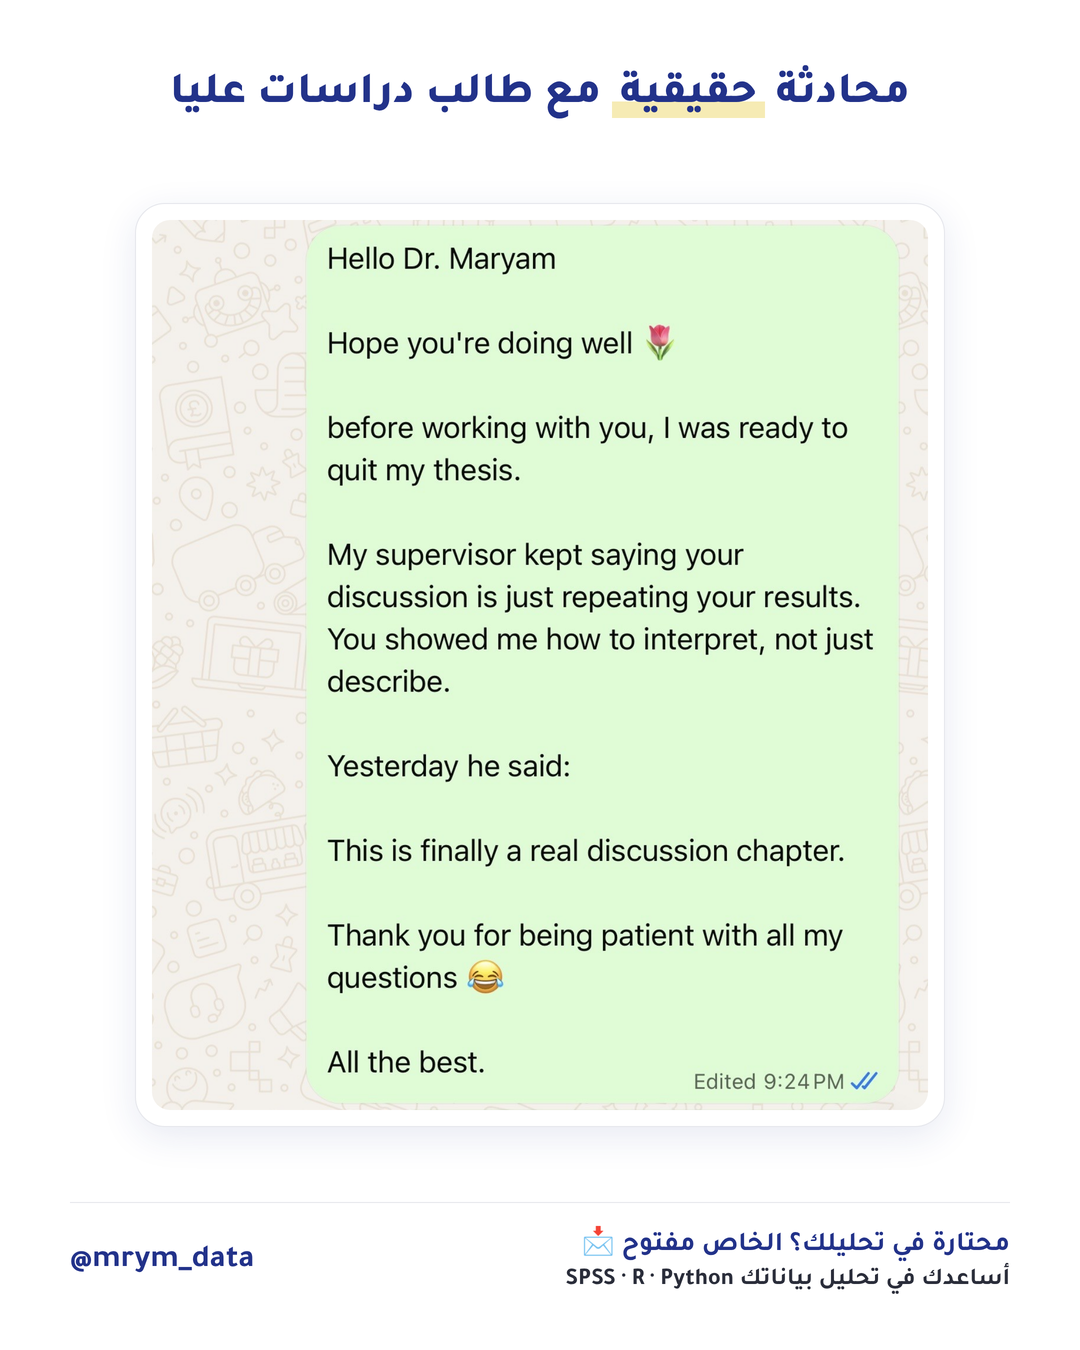 محادثة حقيقية مع طالب دراسات عليا
Hello Dr. Maryam
Hope you're doing well 🌷
before working with you, I was ready to
quit my thesis.
My supervisor kept saying your
discussion is just repeating your results.
You showed me how to interpret, not just
describe.
Yesterday he said:
This is finally a real discussion chapter.
Thank you for being patient with all my
questions 😂
All the best.
Edited 9:24 PM
محتارة في تحليلك؟ الخاص مفتوح 📩
أساعدك في تحليل بياناتك SPSS · R · Python
@mrym_data